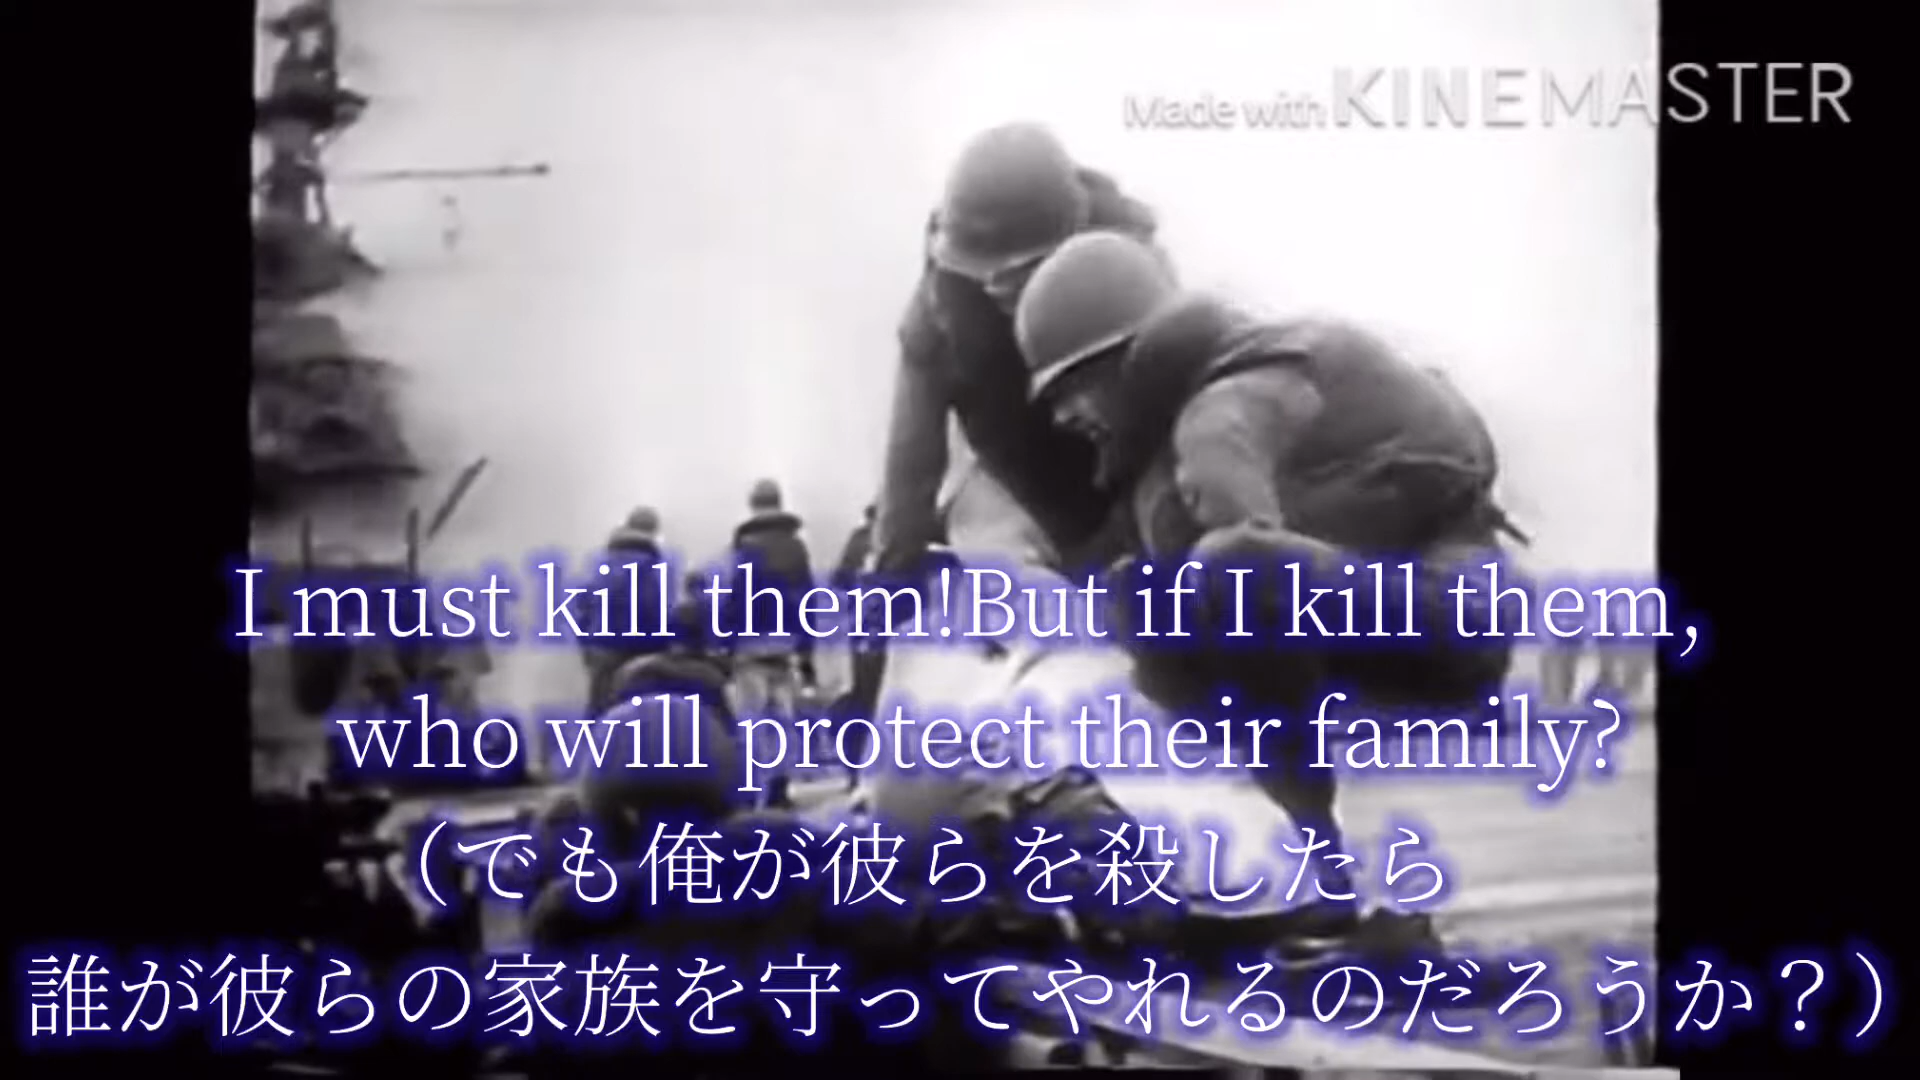 Made with KINEMASTER
I must kill them!But if I kill them,
who will protect their family?
（でも俺が彼らを殺したら
誰が彼らの家族を守ってやれるのだろうか？）